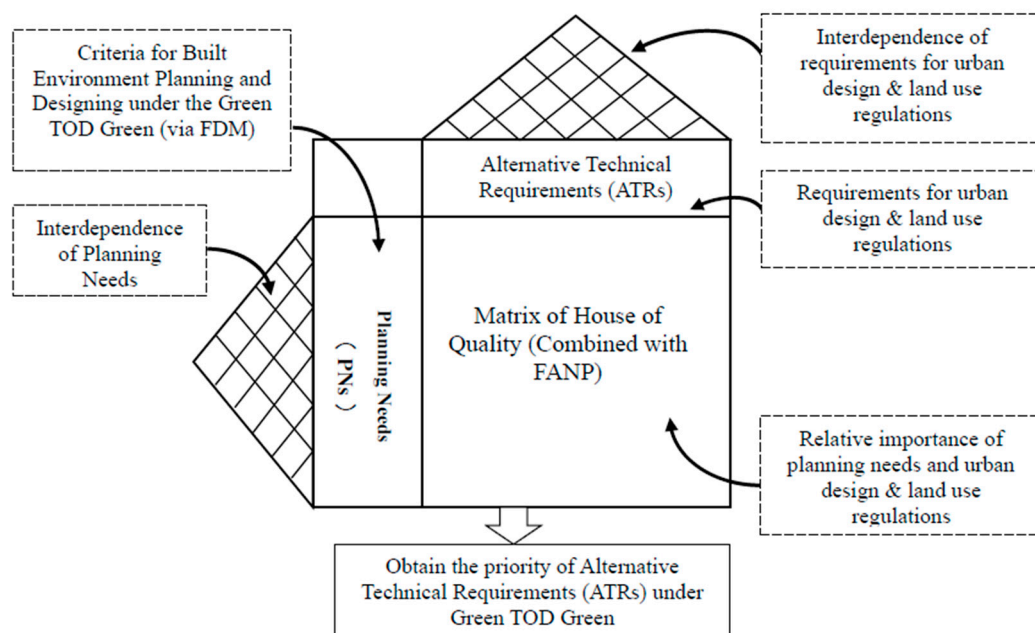 Criteria for Built
Environment Planning and
Designing under the Green
TOD Green (via FDM)
Interdependence of
requirements for urban
design & land use
regulations
Alternative Technical
Requirements (ATRs)
Requirements for urban
design & land use
regulations
Interdependence
of Planning
Needs
Planning Needs
( PNs )
Matrix of House of
Quality (Combined with
FANP)
Relative importance of
planning needs and urban
design & land use
regulations
Obtain the priority of Alternative
Technical Requirements (ATRs) under
Green TOD Green